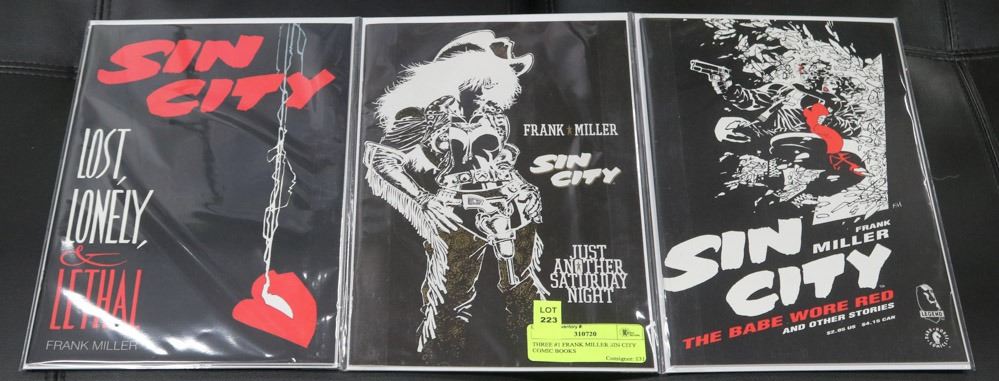 SIN
CITY
LOST,
LONELY,
&
LETHAL
FRANK MILLER
FRANK MILLER
SIN
CITY
JUST
ANOTHER
SATURDAY
NIGHT
LOT
223
310720
THREE #1 FRANK MILLER SIN CITY
COMIC BOOKS
FRANK
MILLER
SIN
CITY
THE BABE WORE RED
AND OTHER STORIES
$2.95 US $4.15 CAN
LEGEND